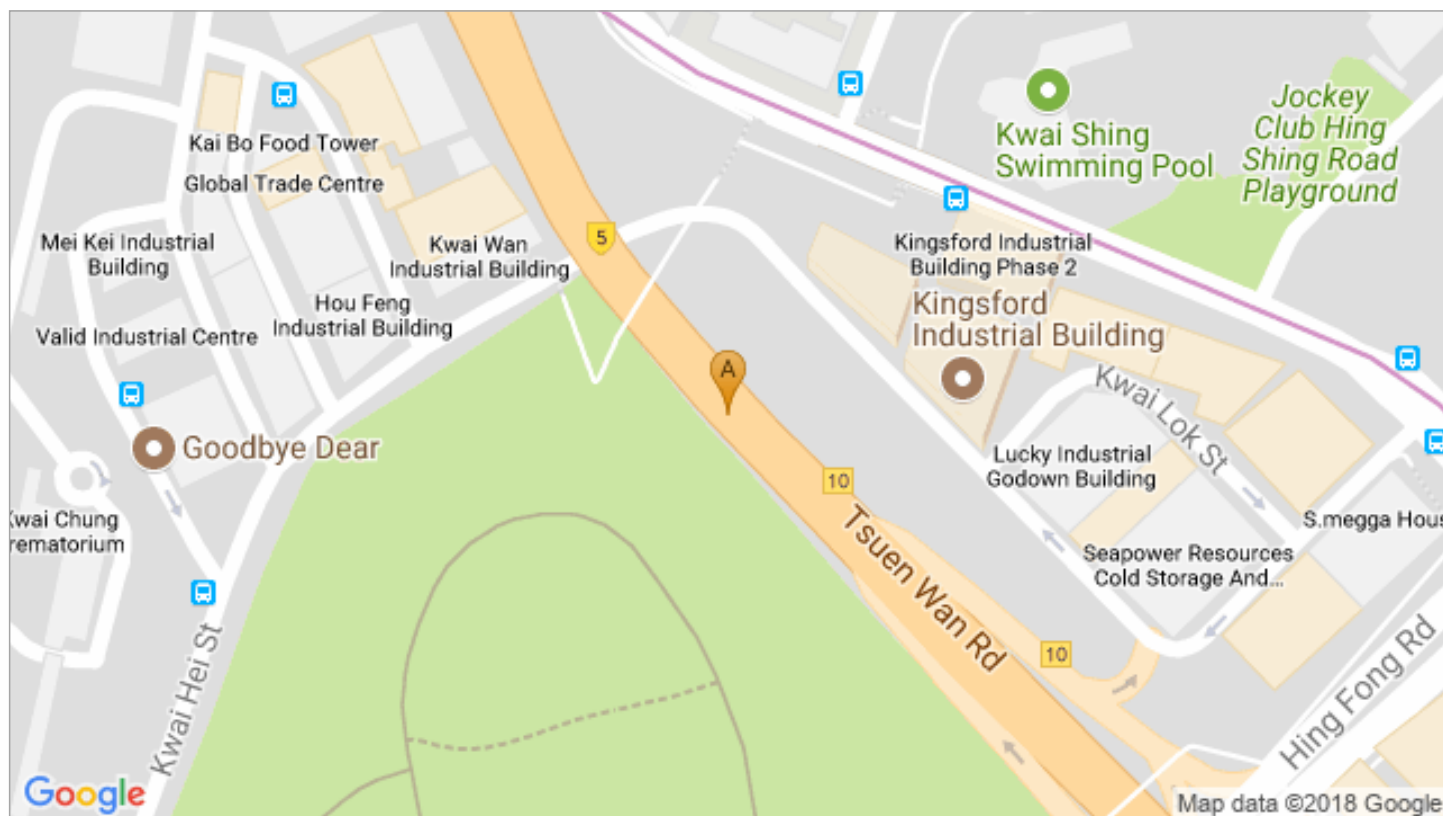 Jockey
Club Hing
Shing Road
Playground
Kwai Shing
Swimming Pool
Kai Bo Food Tower
Global Trade Centre
Mei Kei Industrial
Building
Kwai Wan
Industrial Building
5
Kingsford Industrial
Building Phase 2
Hou Feng
Industrial Building
Valid Industrial Centre
Kingsford
Industrial Building
A
Kwai Lok St
Goodbye Dear
Lucky Industrial
Godown Building
10
Kwai Chung
rematorium
S.megga Hous
Tsuen Wan Rd
Seapower Resources
Cold Storage And...
10
Kwai Hei St
Hing Fong Rd
Google
Map data ©2018 Google